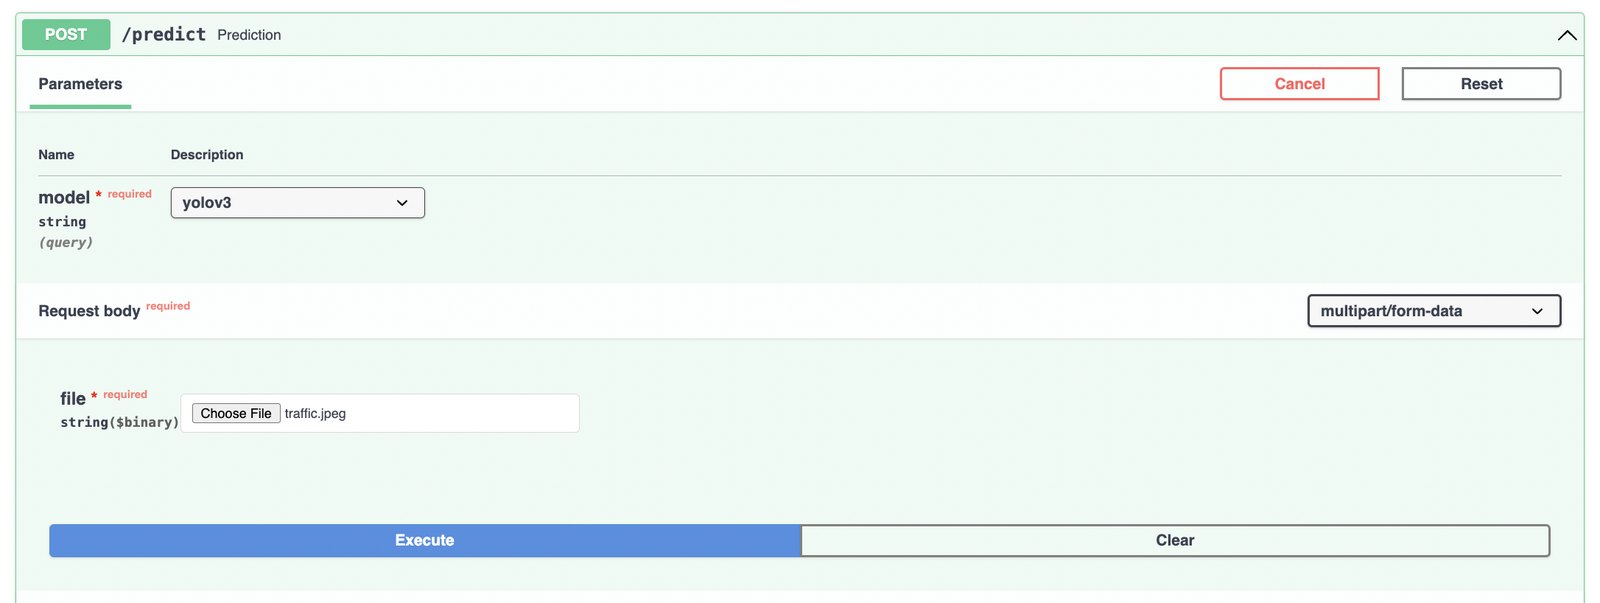 POST /predict Prediction
Parameters Cancel Reset
Name Description
model * required yolov3
string
(query)
Request body required multipart/form-data
file * required
Choose File traffic.jpeg
string($binary)
Execute Clear